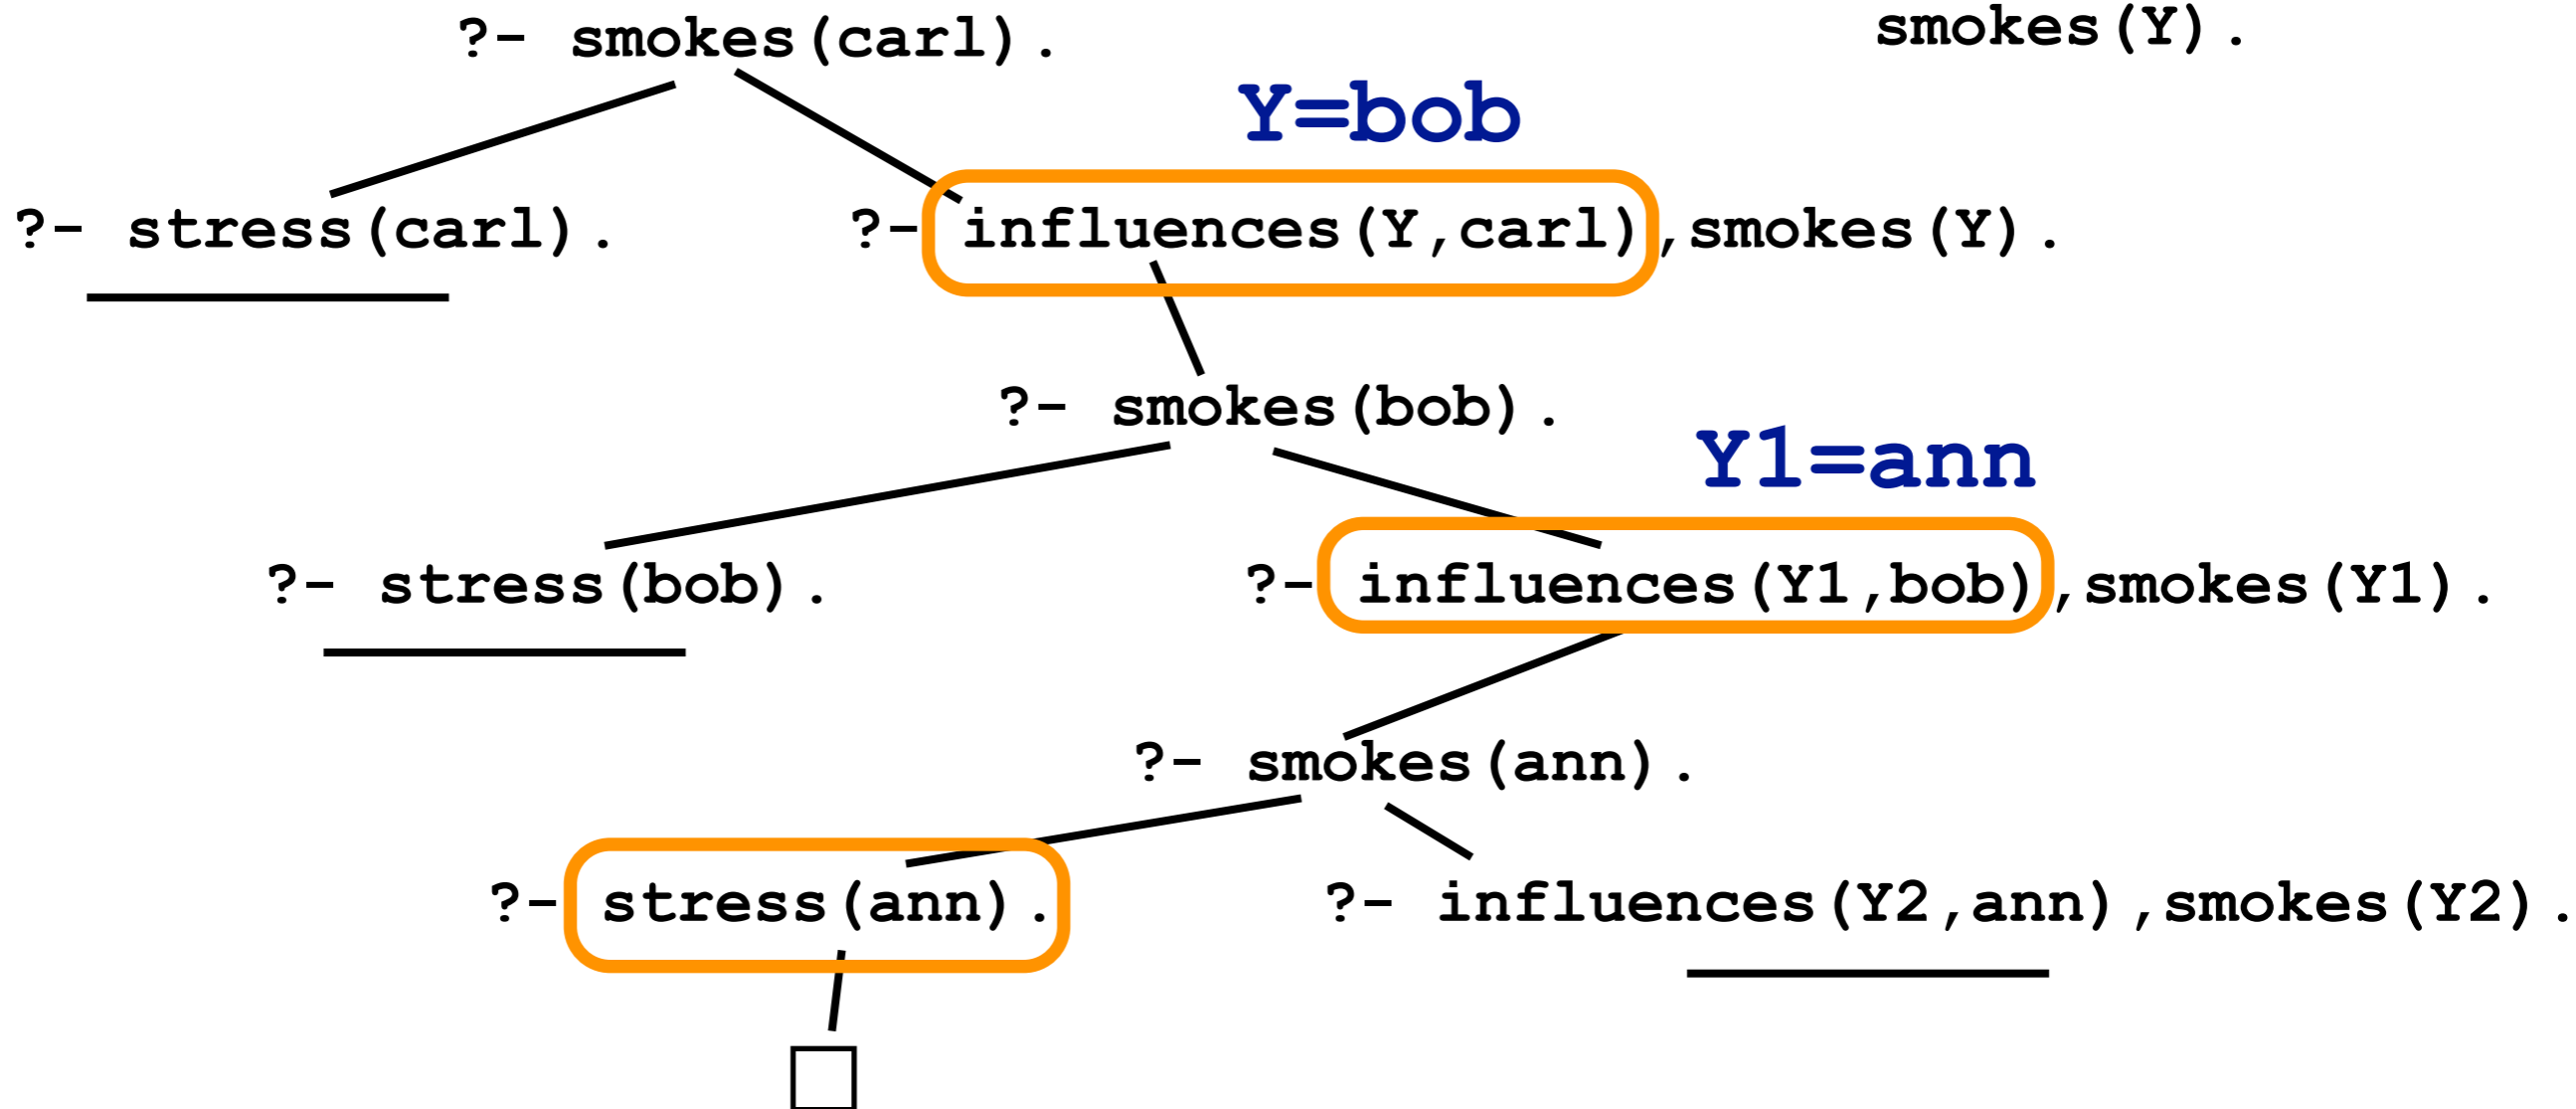 ?- smokes(carl).
smokes(Y).
Y=bob
?- stress(carl).
?- influences(Y,carl),smokes(Y).
?- smokes(bob).
Y1=ann
?- stress(bob).
?- influences(Y1,bob),smokes(Y1).
?- smokes(ann).
?- stress(ann).
?- influences(Y2,ann),smokes(Y2).